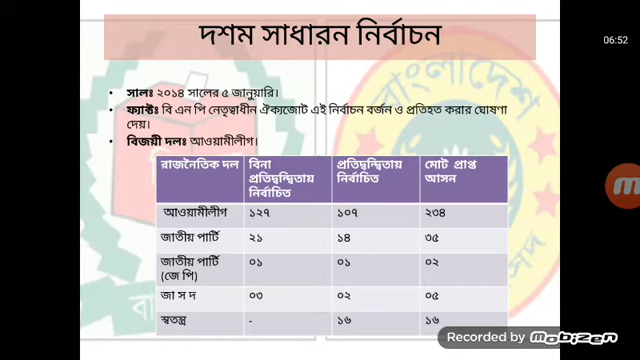 দশম সাধারন নির্বাচন
06:52
• সালঃ ২০১৪ সালের ৫ জানুয়ারি।
• ফ্যাক্টঃ বি এন পি নেতৃত্বাধীন ঐক্যজোট এই নির্বাচন বর্জন ও প্রতিহত করার ঘোষণা
দেয়।
• বিজয়ী দলঃ আওয়ামীলীগ।
রাজনৈতিক দল বিনা প্রতিদ্বন্দ্বিতায় নির্বাচিত প্রতিদ্বন্দ্বিতায় নির্বাচিত মোট প্রাপ্ত আসন
আওয়ামীলীগ ১২৭ ১০৭ ২৩৪
জাতীয় পার্টি ২১ ১৪ ৩৫
জাতীয় পার্টি (জে পি) ০১ ০১ ০২
জা স দ ০৩ ০২ ০৫
স্বতন্ত্র - ১৬ ১৬
বাংলাদেশ
Recorded by mobizen